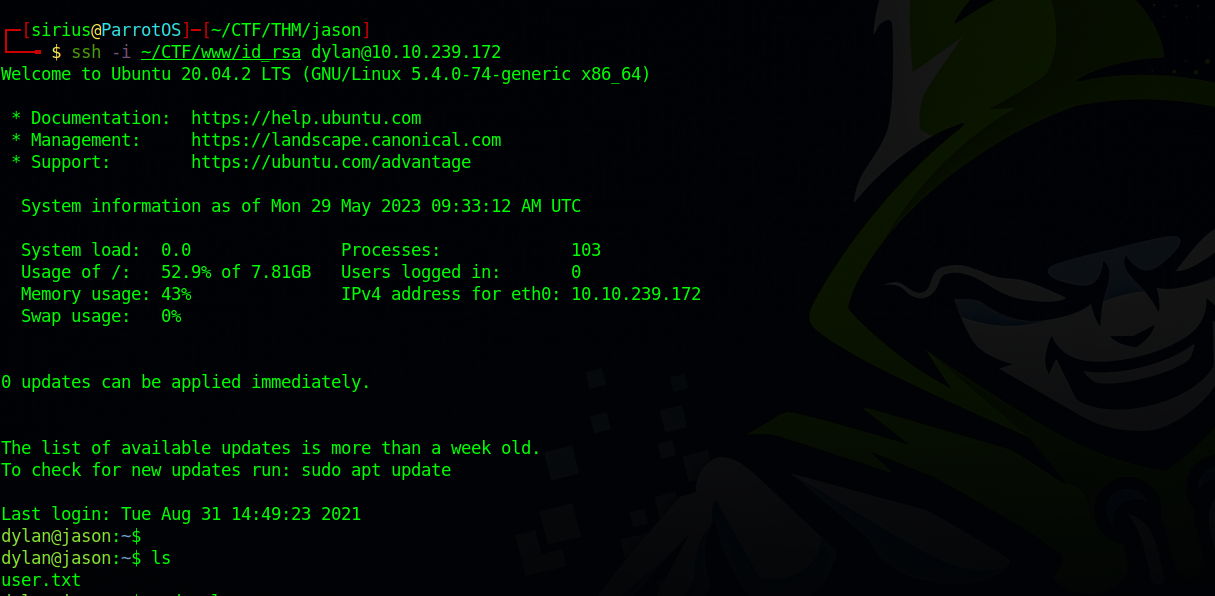 ┌─[sirius@ParrotOS]─[~/CTF/THM/jason]
└──╼ $ ssh -i ~/CTF/www/id_rsa dylan@10.10.239.172
Welcome to Ubuntu 20.04.2 LTS (GNU/Linux 5.4.0-74-generic x86_64)
* Documentation:  https://help.ubuntu.com
* Management:     https://landscape.canonical.com
* Support:        https://ubuntu.com/advantage
System information as of Mon 29 May 2023 09:33:12 AM UTC
System load:  0.0               Processes:             103
Usage of /:   52.9% of 7.81GB   Users logged in:       0
Memory usage: 43%               IPv4 address for eth0: 10.10.239.172
Swap usage:   0%
0 updates can be applied immediately.
The list of available updates is more than a week old.
To check for new updates run: sudo apt update
Last login: Tue Aug 31 14:49:23 2021
dylan@jason:~$
dylan@jason:~$ ls
user.txt